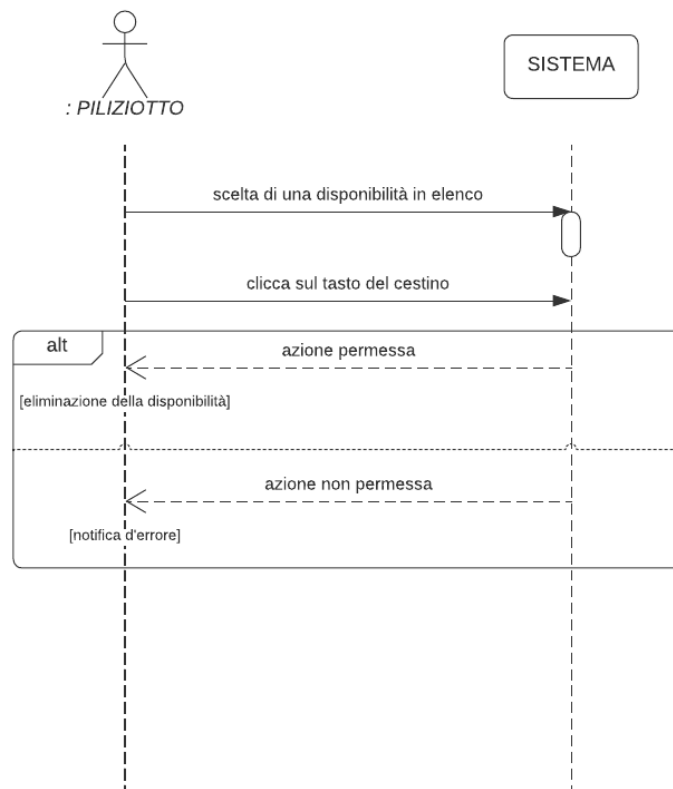 : PILIZIOTTO
SISTEMA
scelta di una disponibilità in elenco
clicca sul tasto del cestino
alt
azione permessa
[eliminazione della disponibilità]
azione non permessa
[notifica d'errore]